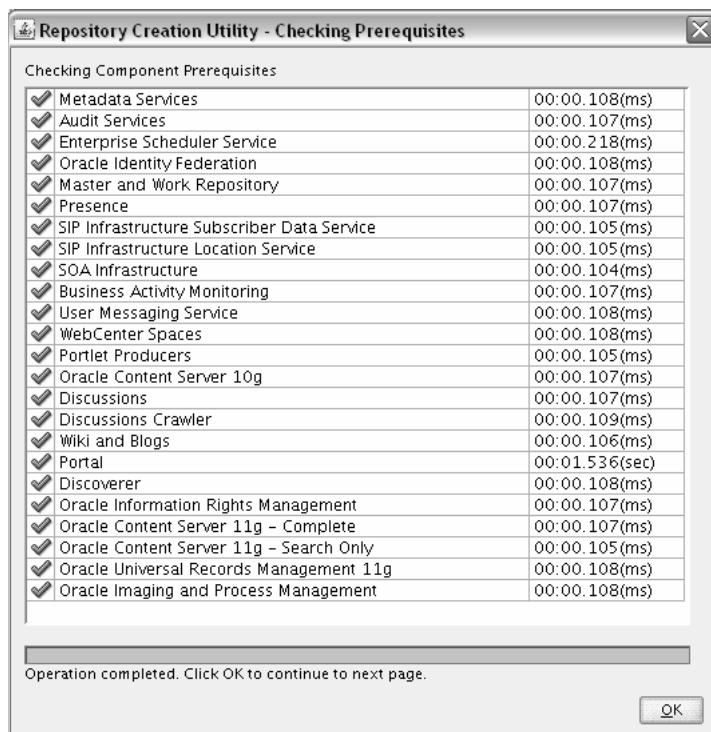 Repository Creation Utility - Checking Prerequisites
Checking Component Prerequisites
Metadata Services 00:00.108(ms)
Audit Services 00:00.107(ms)
Enterprise Scheduler Service 00:00.218(ms)
Oracle Identity Federation 00:00.108(ms)
Master and Work Repository 00:00.107(ms)
Presence 00:00.107(ms)
SIP Infrastructure Subscriber Data Service 00:00.105(ms)
SIP Infrastructure Location Service 00:00.105(ms)
SOA Infrastructure 00:00.104(ms)
Business Activity Monitoring 00:00.107(ms)
User Messaging Service 00:00.108(ms)
WebCenter Spaces 00:00.108(ms)
Portlet Producers 00:00.105(ms)
Oracle Content Server 10g 00:00.107(ms)
Discussions 00:00.107(ms)
Discussions Crawler 00:00.109(ms)
Wiki and Blogs 00:00.106(ms)
Portal 00:01.536(sec)
Discoverer 00:00.108(ms)
Oracle Information Rights Management 00:00.107(ms)
Oracle Content Server 11g - Complete 00:00.107(ms)
Oracle Content Server 11g - Search Only 00:00.105(ms)
Oracle Universal Records Management 11g 00:00.108(ms)
Oracle Imaging and Process Management 00:00.108(ms)
Operation completed. Click OK to continue to next page.
OK